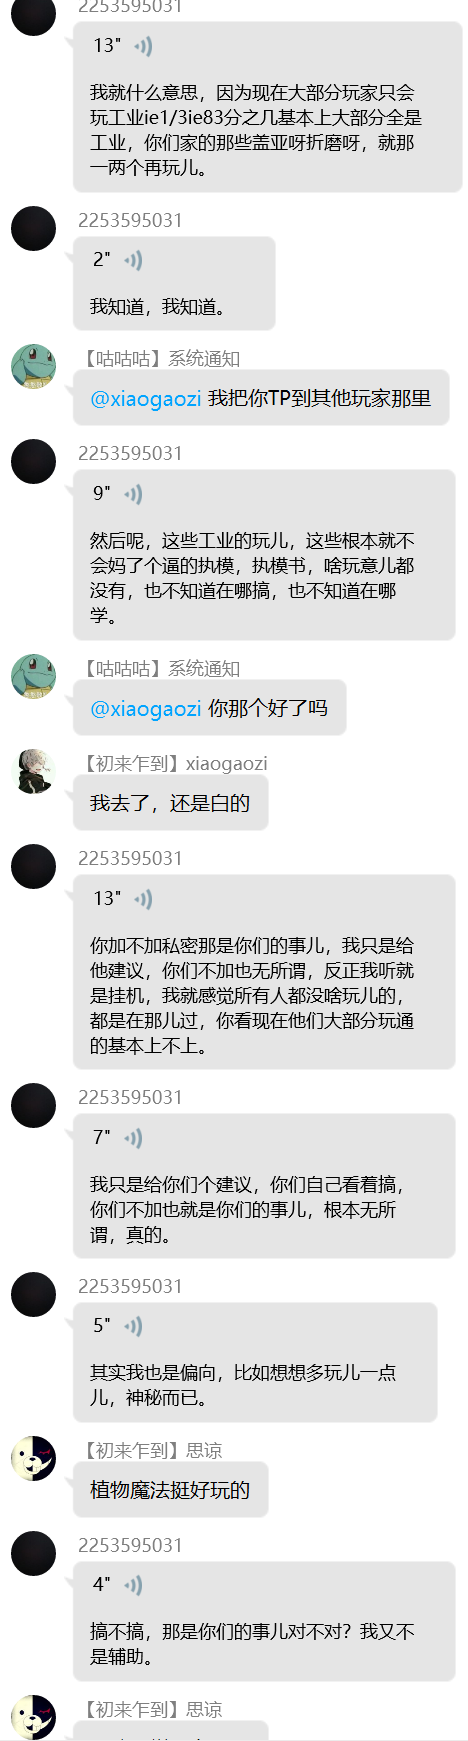 2253595031
13"
我就什么意思，因为现在大部分玩家只会
玩工业ie1/3ie83分之几基本上大部分全是
工业，你们家的那些盖亚呀折磨呀，就那
一两个再玩儿。
2253595031
2"
我知道，我知道。
【咕咕咕】系统通知
@xiaogaozi 我把你TP到其他玩家那里
2253595031
9"
然后呢，这些工业的玩儿，这些根本就不
会妈了个逼的执模，执模书，啥玩意儿都
没有，也不知道在哪搞，也不知道在哪
学。
【咕咕咕】系统通知
@xiaogaozi 你那个好了吗
【初来乍到】xiaogaozi
我去了，还是白的
2253595031
13"
你加不加私密那是你们的事儿，我只是给
他建议，你们不加也无所谓，反正我听就
是挂机，我就感觉所有人都没啥玩儿的，
都是在那儿过，你看现在他们大部分玩通
的基本上不上。
2253595031
7"
我只是给你们个建议，你们自己看着搞，
你们不加也就是你们的事儿，根本无所
谓，真的。
2253595031
5"
其实我也是偏向，比如想想多玩儿一点
儿，神秘而已。
【初来乍到】思谅
植物魔法挺好玩的
2253595031
4"
搞不搞，那是你们的事儿对不对？我又不
是辅助。
【初来乍到】思谅